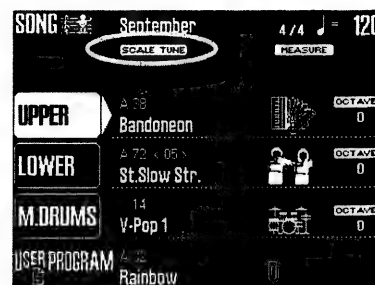 SONG September 4/4 ♩= 120
SCALE TUNE MEASURE
A 38 OCTAVE
UPPER Bandoneon 0
A 72 < 05 > OCTAVE
LOWER St.Slow Str. 0
14 OCTAVE
M.DRUMS V-Pop 1 0
USER PROGRAM
Rainbow